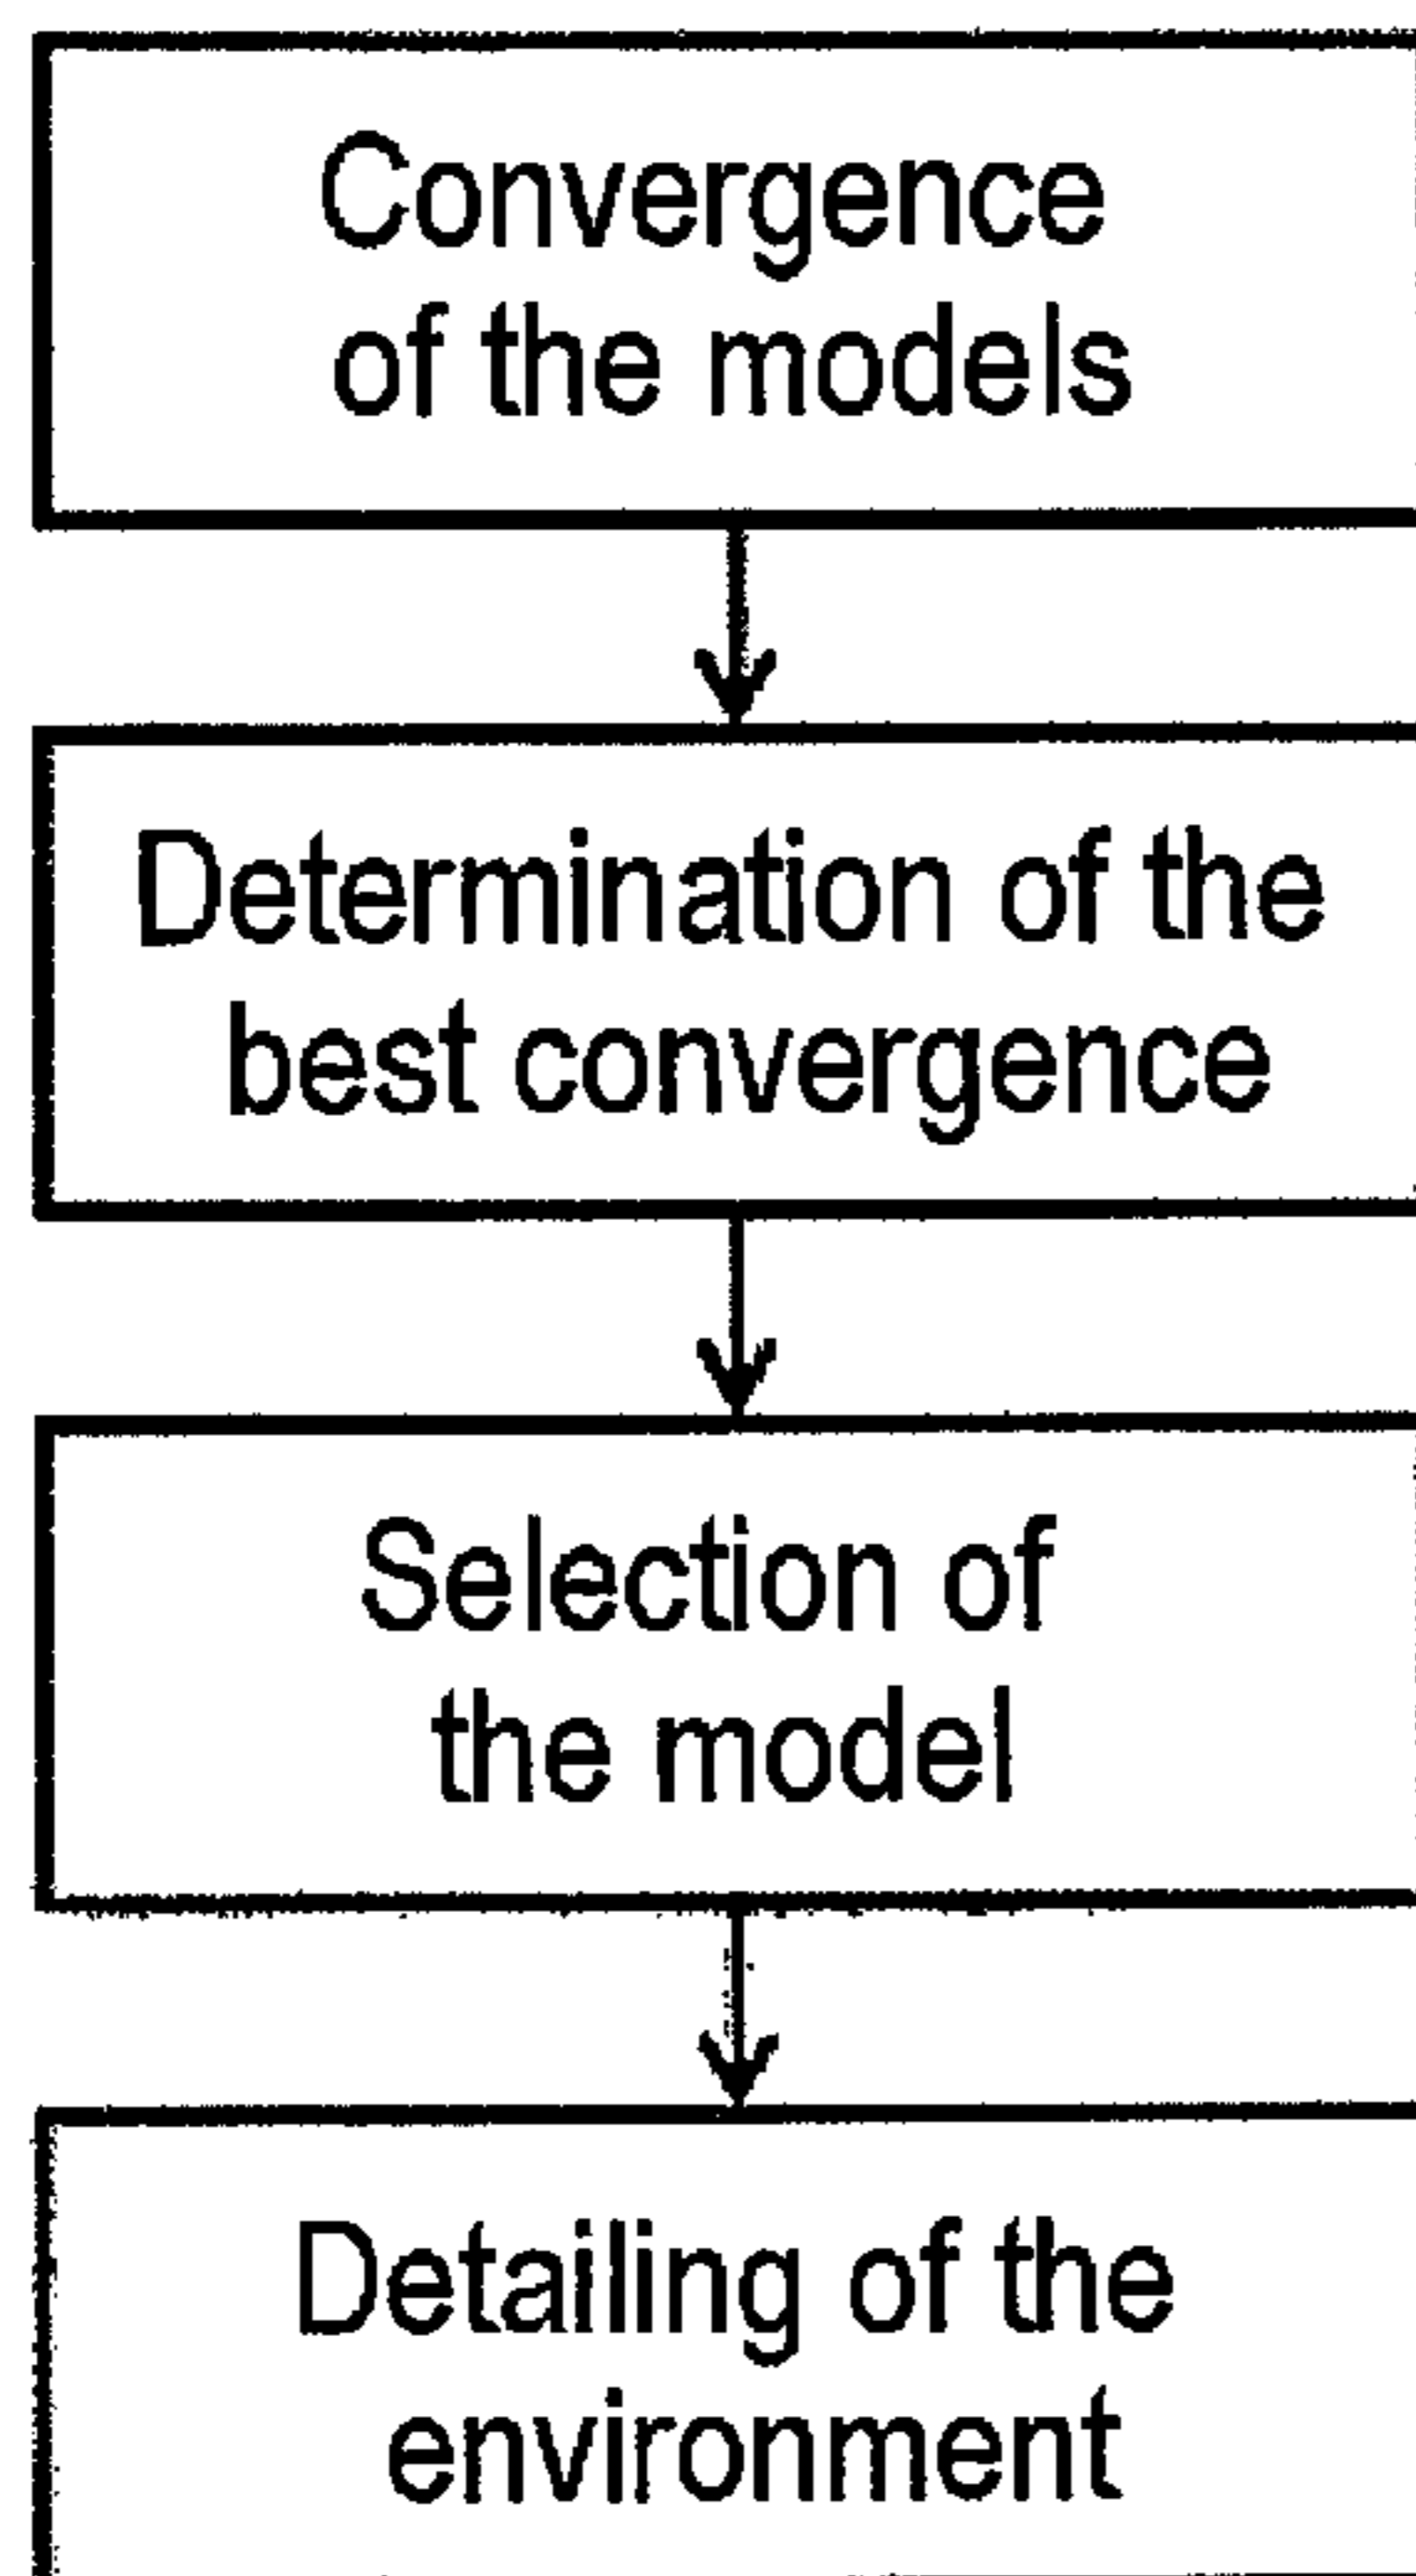 Convergence
of the models
Determination of the
best convergence
Selection of
the model
Detailing of the
environment